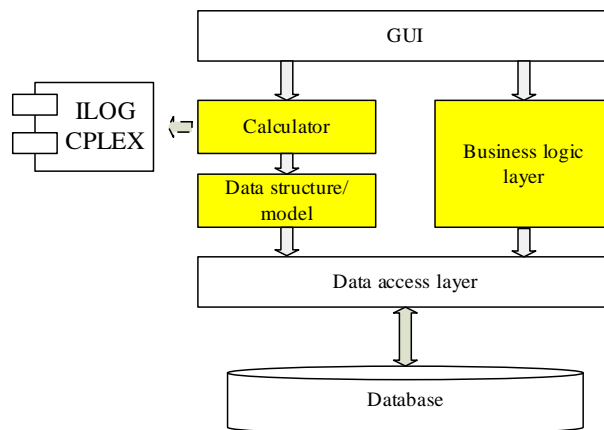 GUI
ILOG
CPLEX
Calculator
Business logic
layer
Data structure/
model
Data access layer
Database